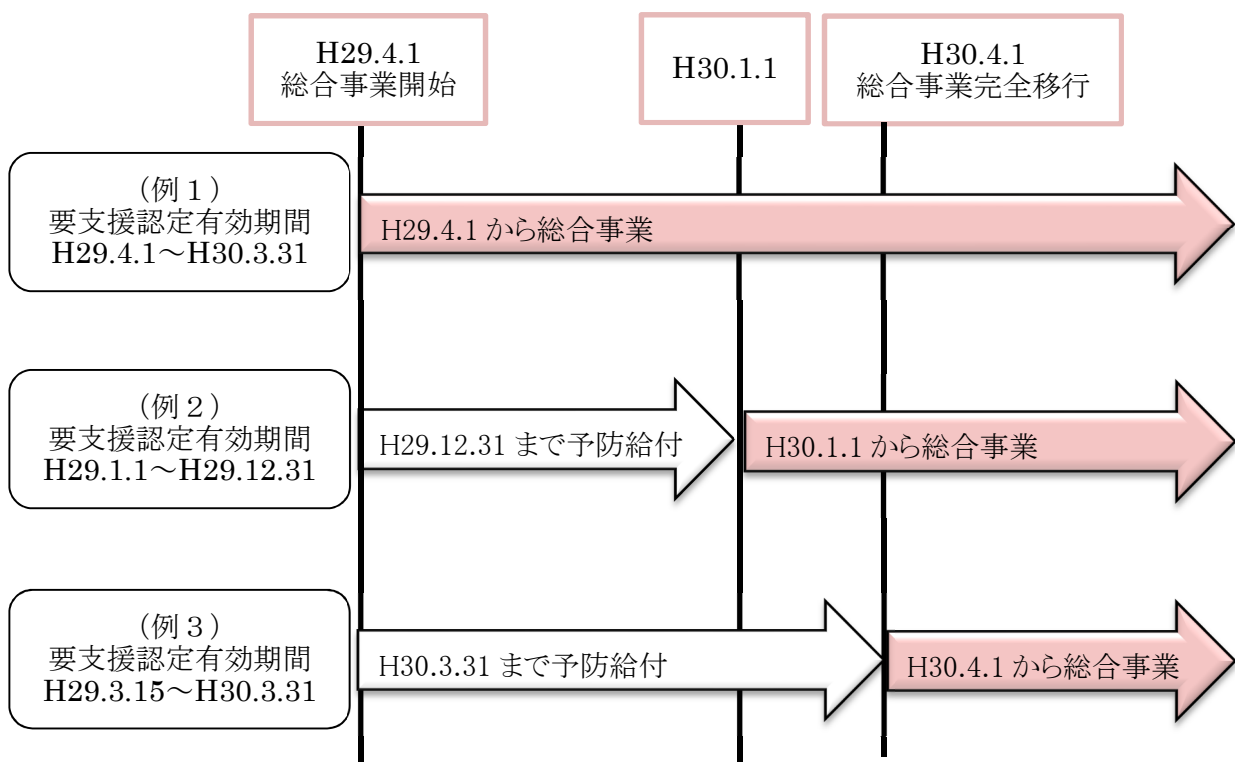 H29.4.1
総合事業開始
H30.1.1
H30.4.1
総合事業完全移行
（例１）
要支援認定有効期間
H29.4.1～H30.3.31
H29.4.1 から総合事業
（例２）
要支援認定有効期間
H29.1.1～H29.12.31
H29.12.31 まで予防給付
H30.1.1 から総合事業
（例３）
要支援認定有効期間
H29.3.15～H30.3.31
H30.3.31 まで予防給付
H30.4.1 から総合事業